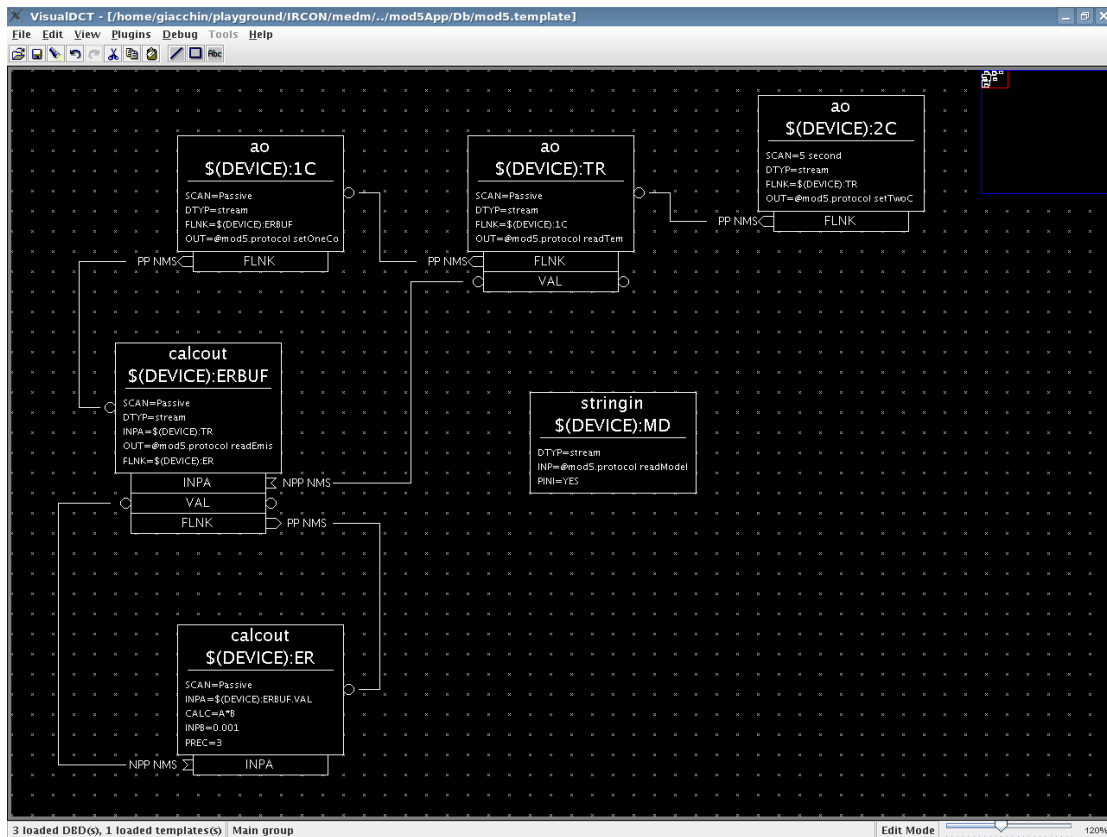 VisualDCT - [/home/giacchin/playground/IRCON/medm/../mod5App/Db/mod5.template]
File Edit View Plugins Debug Tools Help
Abc
ao
$(DEVICE):2C
SCAN=5 second
DTYP=stream
FLNK=$(DEVICE):TR
OUT=@mod5.protocol setTwoC
PP NMS
FLNK
ao
$(DEVICE):1C
SCAN=Passive
DTYP=stream
FLNK=$(DEVICE):ERBUF
OUT=@mod5.protocol setOneCo
PP NMS
FLNK
ao
$(DEVICE):TR
SCAN=Passive
DTYP=stream
FLNK=$(DEVICE):1C
OUT=@mod5.protocol readTem
PP NMS
FLNK
VAL
calcout
$(DEVICE):ERBUF
SCAN=Passive
DTYP=stream
INPA=$(DEVICE):TR
OUT=@mod5.protocol readEmis
FLNK=$(DEVICE):ER
INPA
NPP NMS
VAL
FLNK
PP NMS
stringin
$(DEVICE):MD
DTYP=stream
INP=@mod5.protocol readModel
PINI=YES
calcout
$(DEVICE):ER
SCAN=Passive
INPA=$(DEVICE):ERBUF.VAL
CALC=A*B
INPB=0.001
PREC=3
NPP NMS
INPA
3 loaded DBD(s), 1 loaded templates(s) Main group
Edit Mode
120%